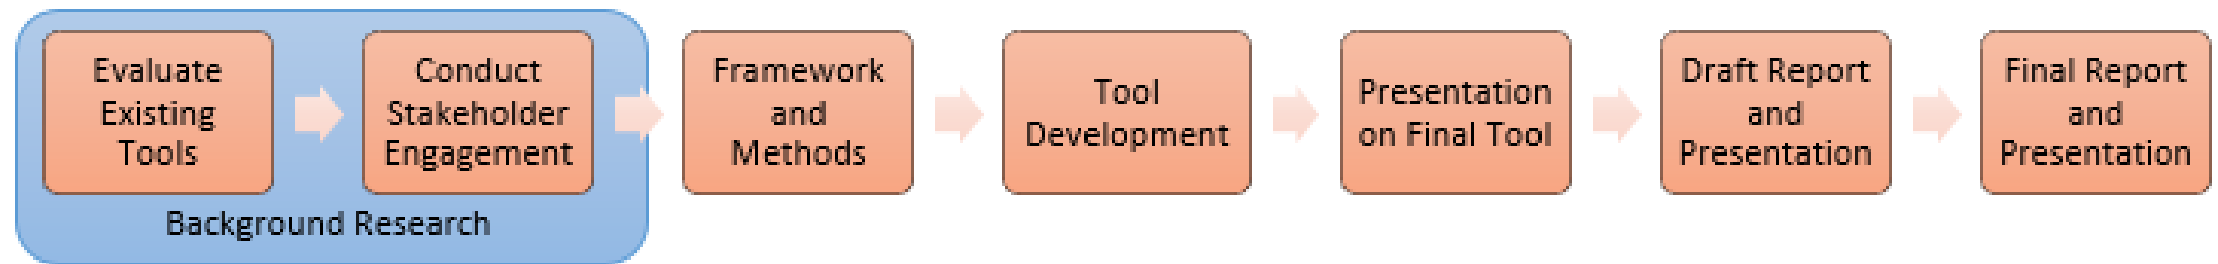 Evaluate
Existing
Tools
Conduct
Stakeholder
Engagement
Background Research
Framework
and
Methods
Tool
Development
Presentation
on Final Tool
Draft Report
and
Presentation
Final Report
and
Presentation